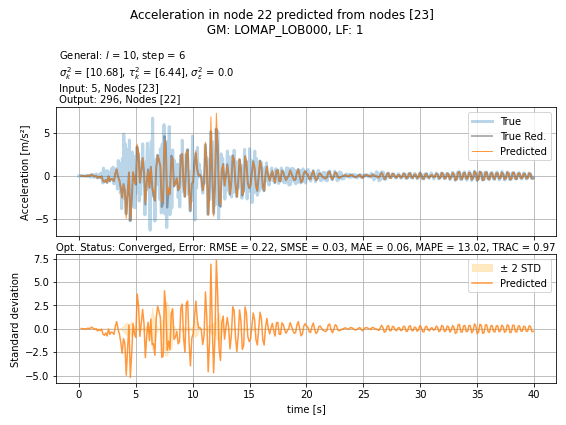 Acceleration in node 22 predicted from nodes [23]
GM: LOMAP_LOB000, LF: 1
General: l = 10, step = 6
σ²ₖ = [10.68], τ²ₖ = [6.44], σ²ε = 0.0
Input: 5, Nodes [23]
Output: 296, Nodes [22]
Acceleration [m/s²]
5
0
−5
True
True Red.
Predicted
Opt. Status: Converged, Error: RMSE = 0.22, SMSE = 0.03, MAE = 0.06, MAPE = 13.02, TRAC = 0.97
Standard deviation
7.5
5.0
2.5
0.0
−2.5
−5.0
± 2 STD
Predicted
0 5 10 15 20 25 30 35 40
time [s]